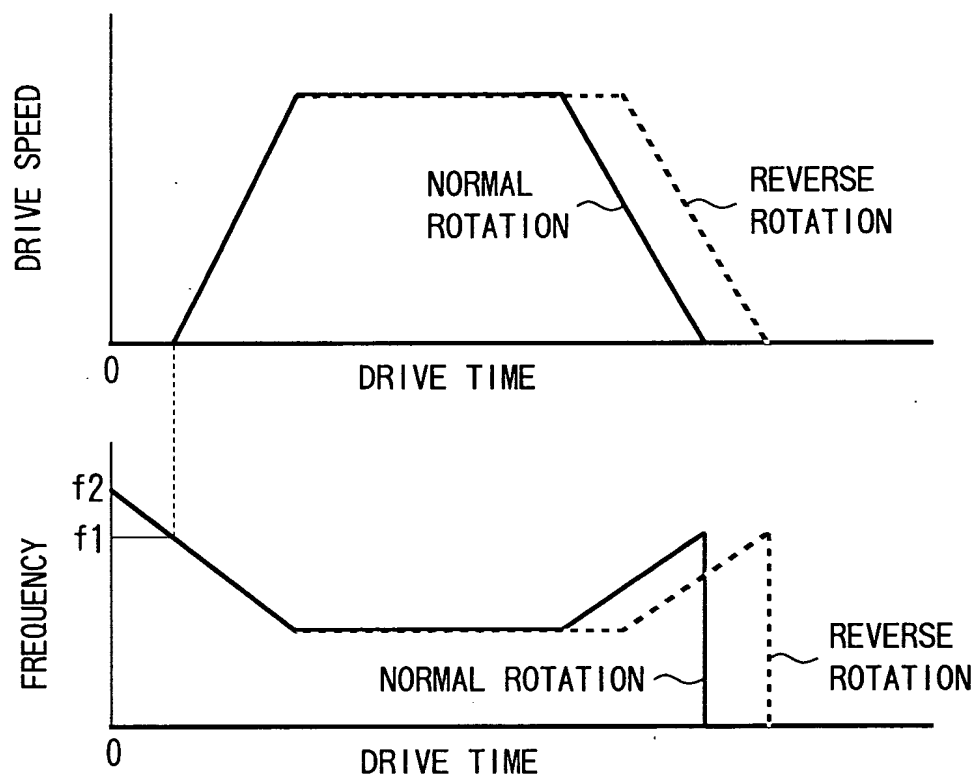 DRIVE SPEED
NORMAL
ROTATION
REVERSE
ROTATION
0
DRIVE TIME
FREQUENCY
f2
f1
NORMAL ROTATION
REVERSE
ROTATION
0
DRIVE TIME